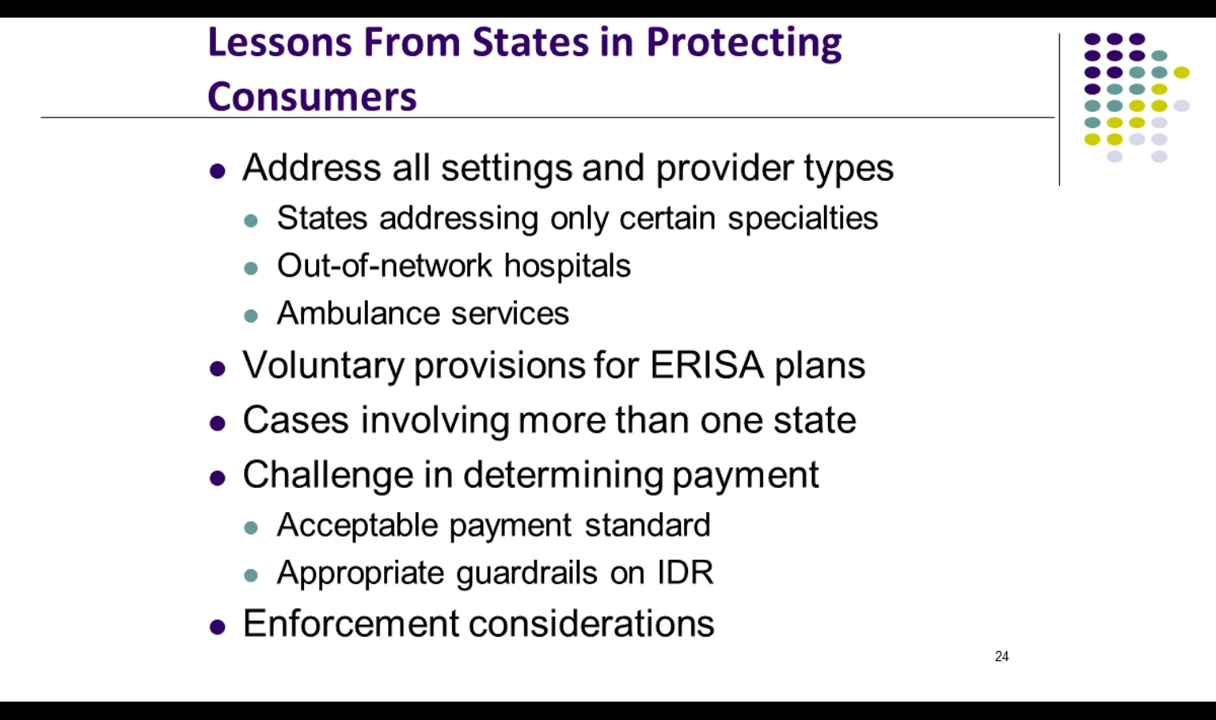 Lessons From States in Protecting
Consumers
Address all settings and provider types
States addressing only certain specialties
Out-of-network hospitals
Ambulance services
Voluntary provisions for ERISA plans
Cases involving more than one state
Challenge in determining payment
Acceptable payment standard
Appropriate guardrails on IDR
Enforcement considerations
24